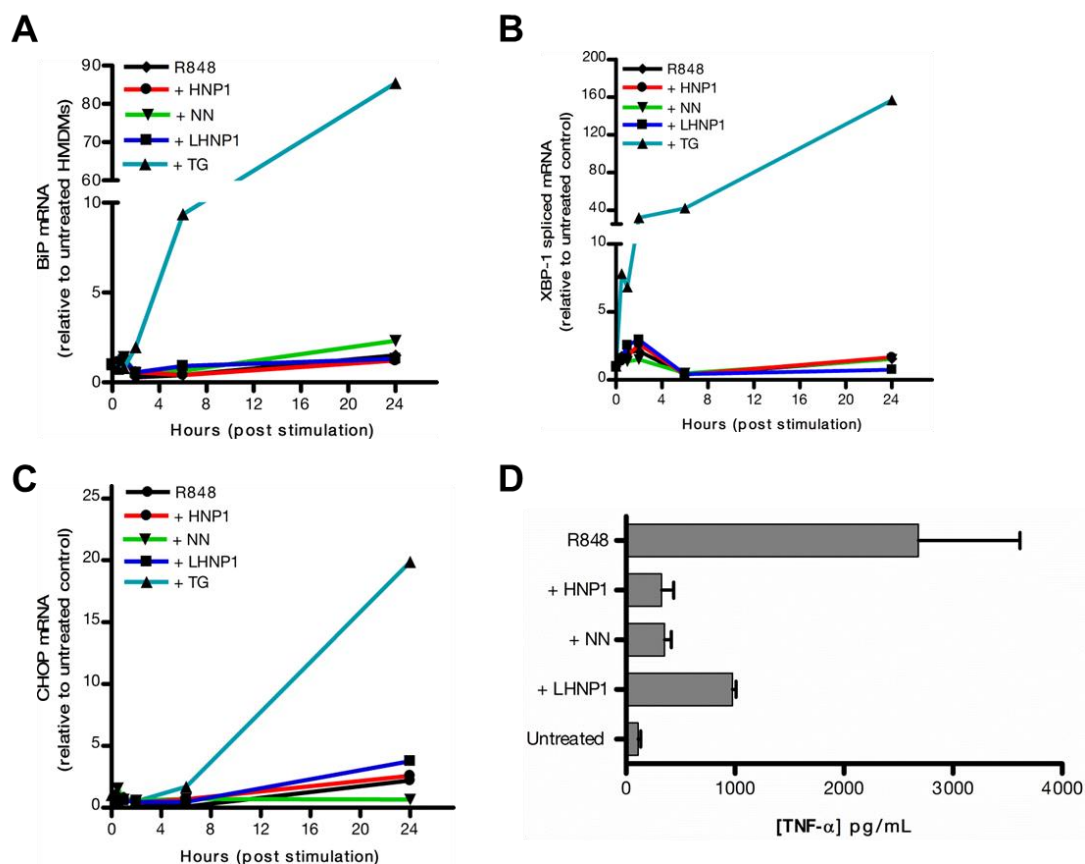 A
90
80
70
60
10
5
0
BiP mRNA
(relative to untreated HMDMs)
R848
+ HNP1
+ NN
+ LHNP1
+ TG
0 4 8 12 16 20 24
Hours (post stimulation)
B
200
160
120
80
40
10
5
0
XBP-1 spliced mRNA
(relative to untreated control)
R848
+ HNP1
+ NN
+ LHNP1
+ TG
0 4 8 12 16 20 24
Hours (post stimulation)
C
25
20
15
10
5
0
CHOP mRNA
(relative to untreated control)
R848
+ HNP1
+ NN
+ LHNP1
+ TG
0 4 8 12 16 20 24
Hours (post stimulation)
D
R848
+ HNP1
+ NN
+ LHNP1
Untreated
0 1000 2000 3000 4000
[TNF-α] pg/mL